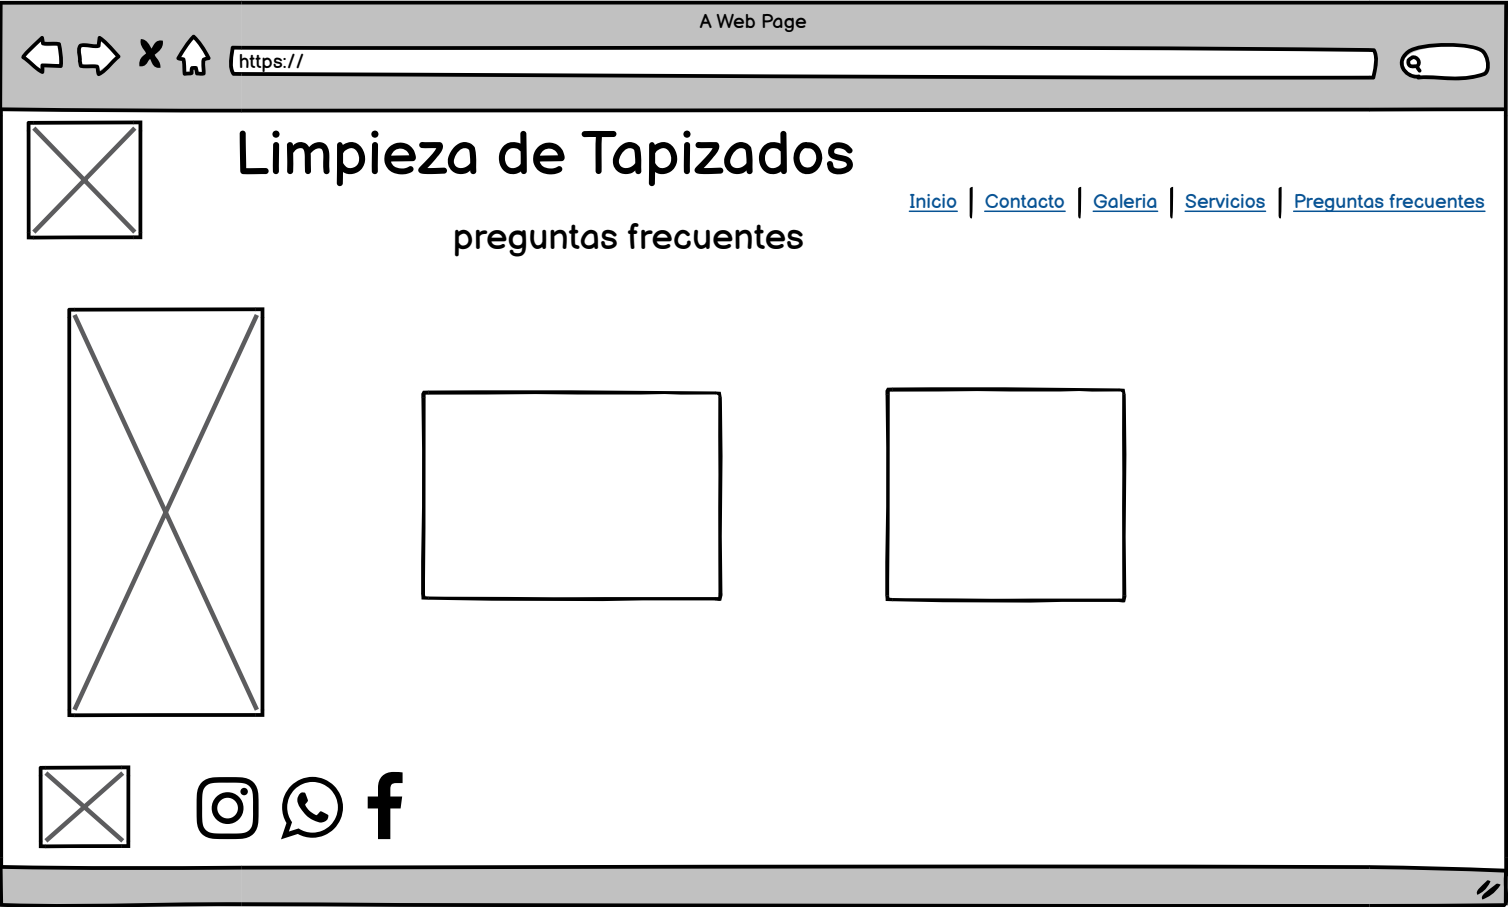 A Web Page
https://
Limpieza de Tapizados
Inicio | Contacto | Galeria | Servicios | Preguntas frecuentes
preguntas frecuentes